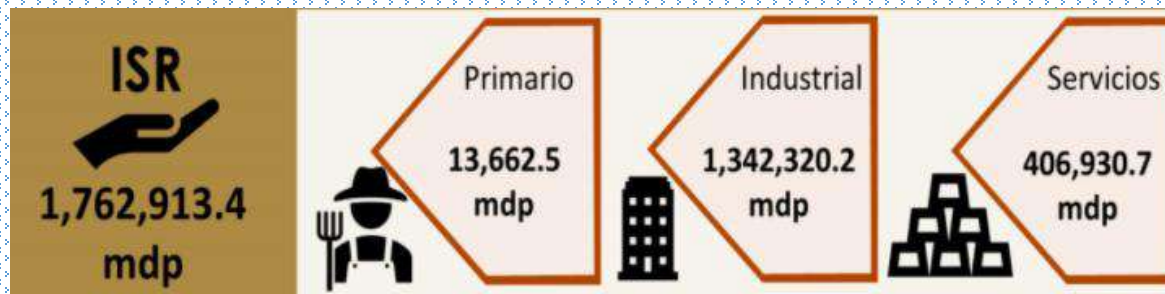 ISR
1,762,913.4
mdp
Primario
13,662.5
mdp
Industrial
1,342,320.2
mdp
Servicios
406,930.7
mdp